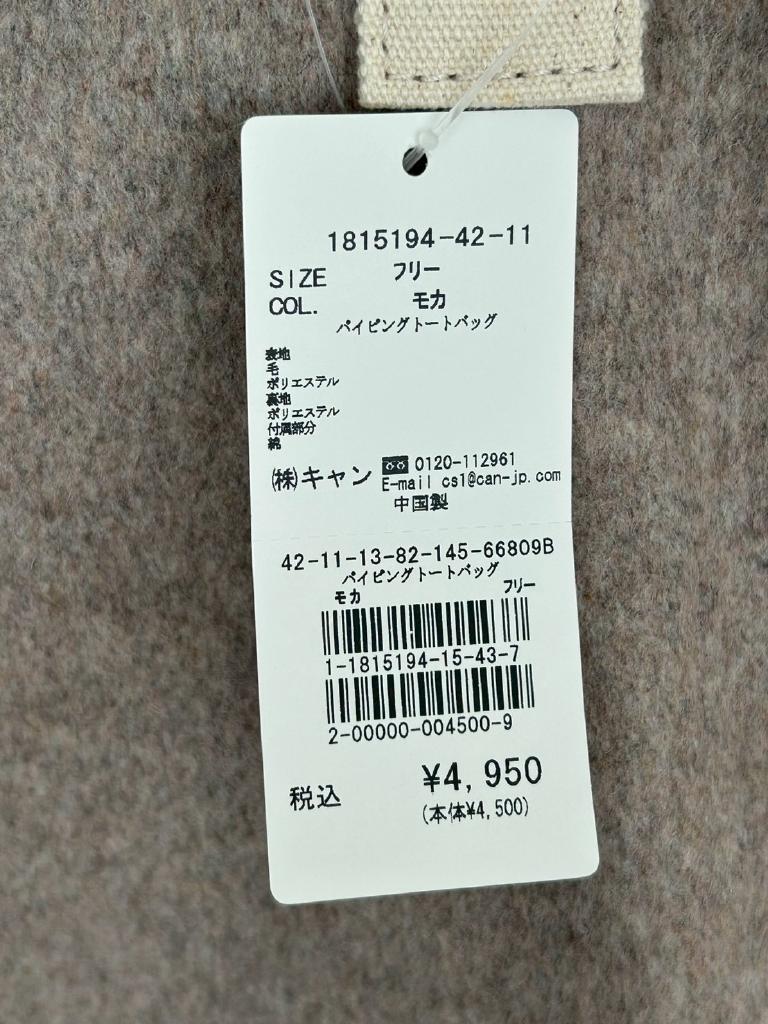 1815194-42-11
SIZE フリー
COL. モカ
パイピングトートバッグ
表地
毛
ポリエステル
裏地
ポリエステル
付属部分
綿
㈱キャン 0120-112961
E-mail cs1@can-jp.com
中国製
42-11-13-82-145-66809B
パイピングトートバッグ
モカ フリー
1-1815194-15-43-7
2-00000-004500-9
税込 ¥4,950
(本体¥4,500)